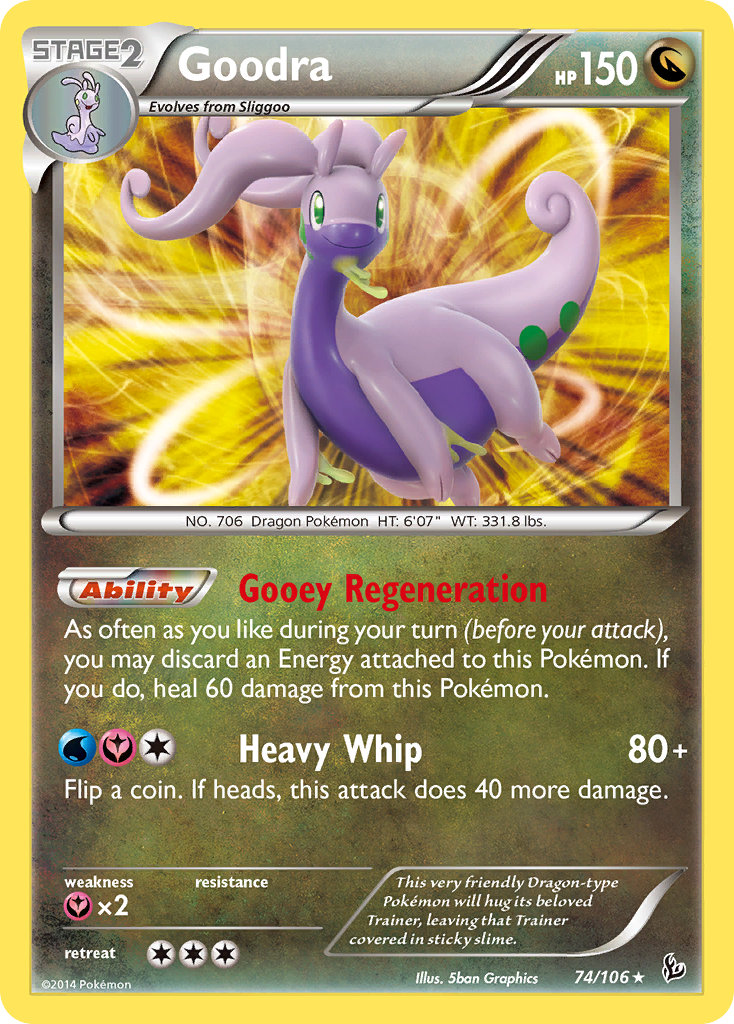 STAGE2
Goodra
HP150
Evolves from Sliggoo
NO. 706 Dragon Pokémon HT: 6'07" WT: 331.8 lbs.
Ability Gooey Regeneration
As often as you like during your turn (before your attack),
you may discard an Energy attached to this Pokémon. If
you do, heal 60 damage from this Pokémon.
Heavy Whip 80+
Flip a coin. If heads, this attack does 40 more damage.
weakness resistance
×2
retreat
This very friendly Dragon-type
Pokémon will hug its beloved
Trainer, leaving that Trainer
covered in sticky slime.
©2014 Pokémon
Illus. 5ban Graphics
74/106★